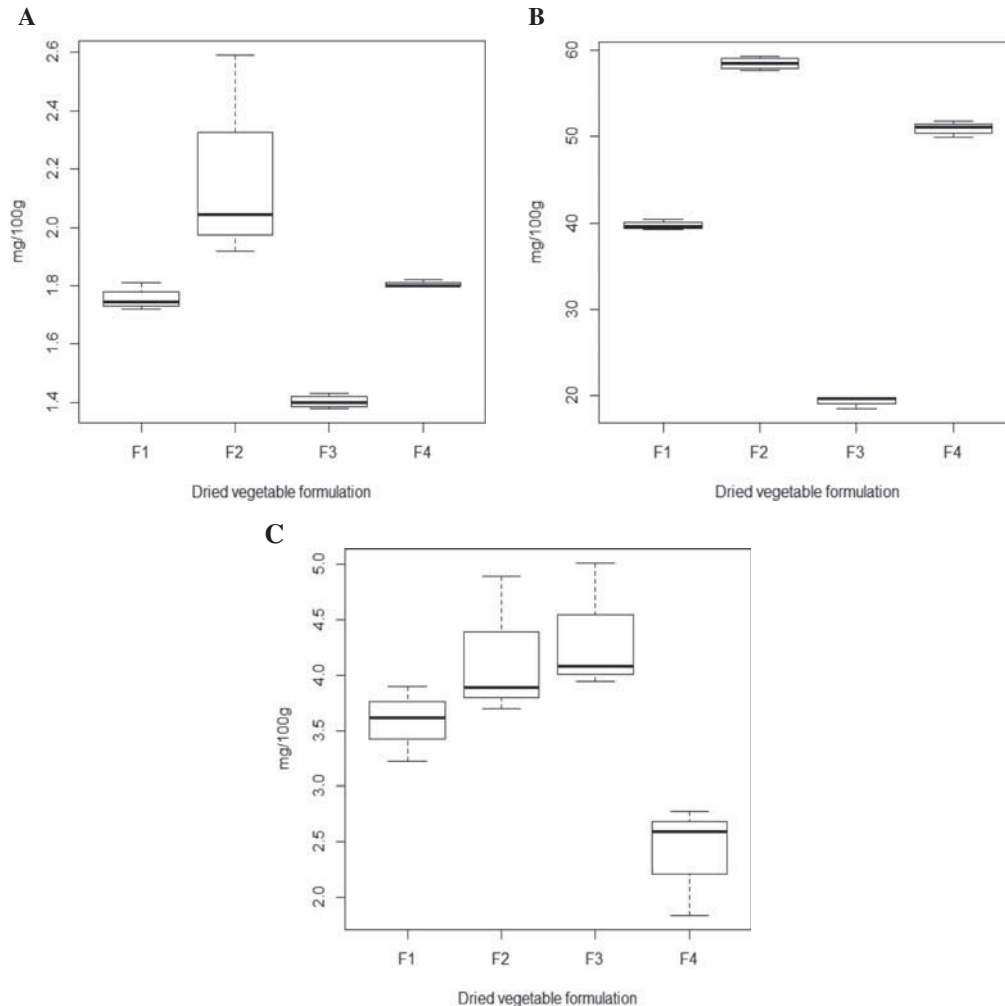 A
mg/100g
2.6
2.4
2.2
2.0
1.8
1.6
1.4
F1 F2 F3 F4
Dried vegetable formulation
B
mg/100g
60
50
40
30
20
F1 F2 F3 F4
Dried vegetable formulation
C
mg/100g
5.0
4.5
4.0
3.5
3.0
2.5
2.0
F1 F2 F3 F4
Dried vegetable formulation